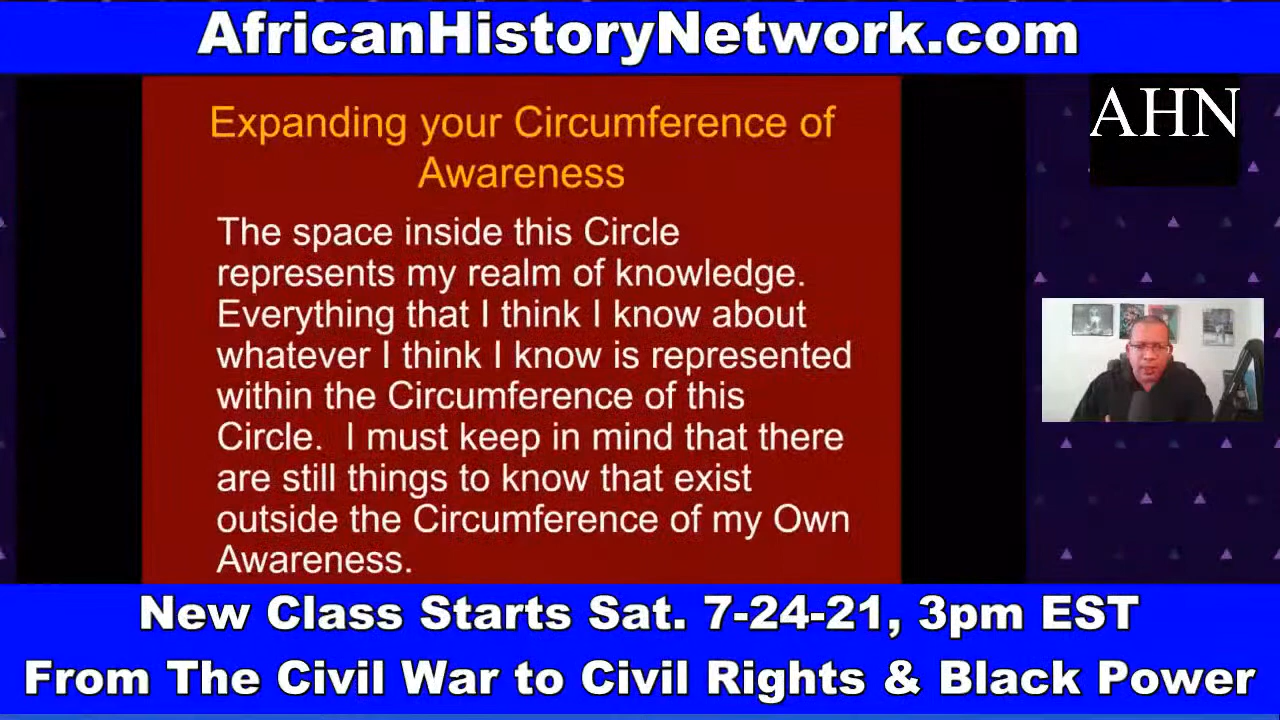 AfricanHistoryNetwork.com
AHN
Expanding your Circumference of
Awareness
The space inside this Circle
represents my realm of knowledge.
Everything that I think I know about
whatever I think I know is represented
within the Circumference of this
Circle.  I must keep in mind that there
are still things to know that exist
outside the Circumference of my Own
Awareness.
New Class Starts Sat. 7-24-21, 3pm EST
From The Civil War to Civil Rights & Black Power